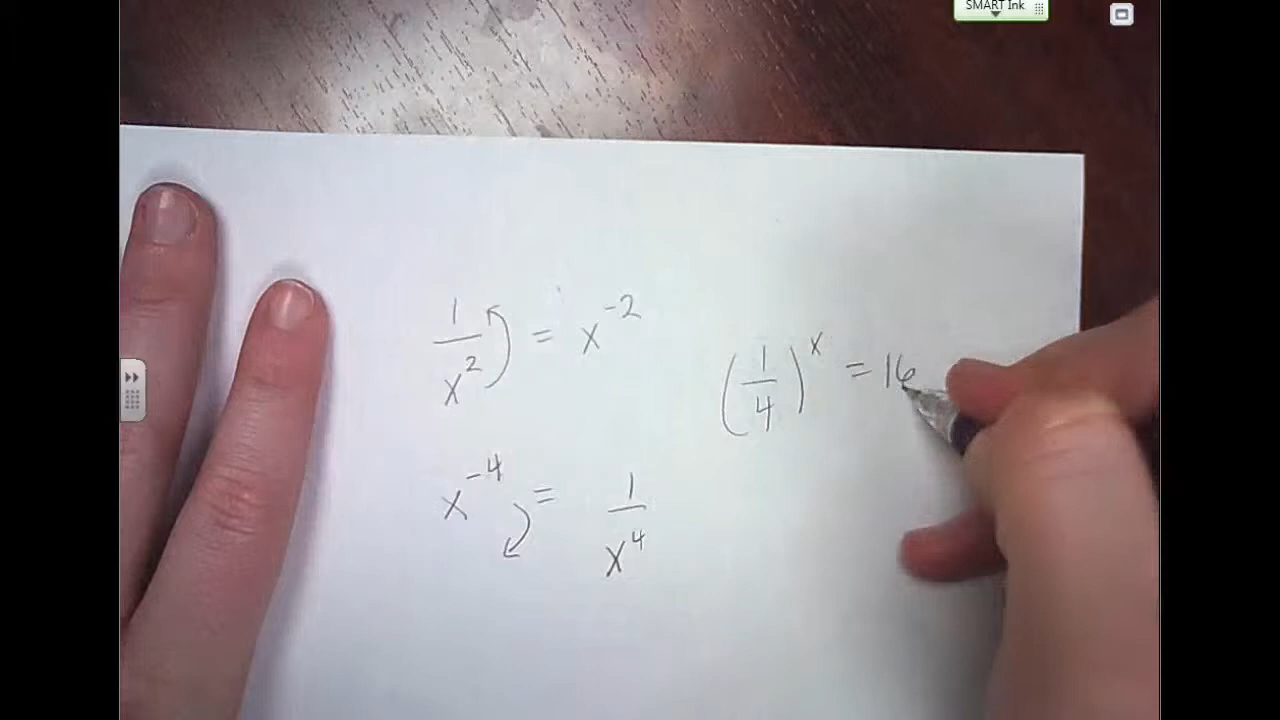 SMART Ink
1/x² = x⁻²
(1/4)ˣ = 16
x⁻⁴ = 1/x⁴